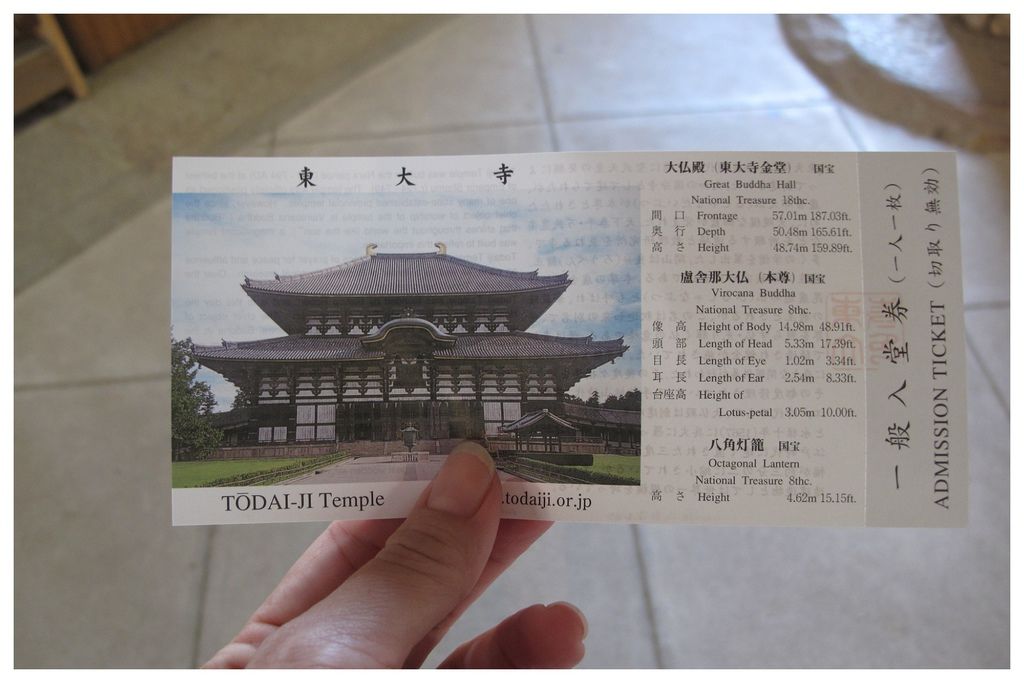 東大寺
TŌDAI-JI Temple
.todaiji.or.jp
大仏殿（東大寺金堂） 国宝
Great Buddha Hall
National Treasure 18thc.
間口 Frontage 57.01m 187.03ft.
奥行 Depth 50.48m 165.61ft.
高さ Height 48.74m 159.89ft.
盧舎那大仏（本尊） 国宝
Virocana Buddha
National Treasure 8thc.
像高 Height of Body 14.98m 48.91ft.
頭部 Length of Head 5.33m 17.39ft.
目長 Length of Eye 1.02m 3.34ft.
耳長 Length of Ear 2.54m 8.33ft.
台座高 Height of
Lotus-petal 3.05m 10.00ft.
八角灯籠 国宝
Octagonal Lantern
National Treasure 8thc.
高さ Height 4.62m 15.15ft.
一般入堂券（一人一枚）
ADMISSION TICKET（切取り無効）